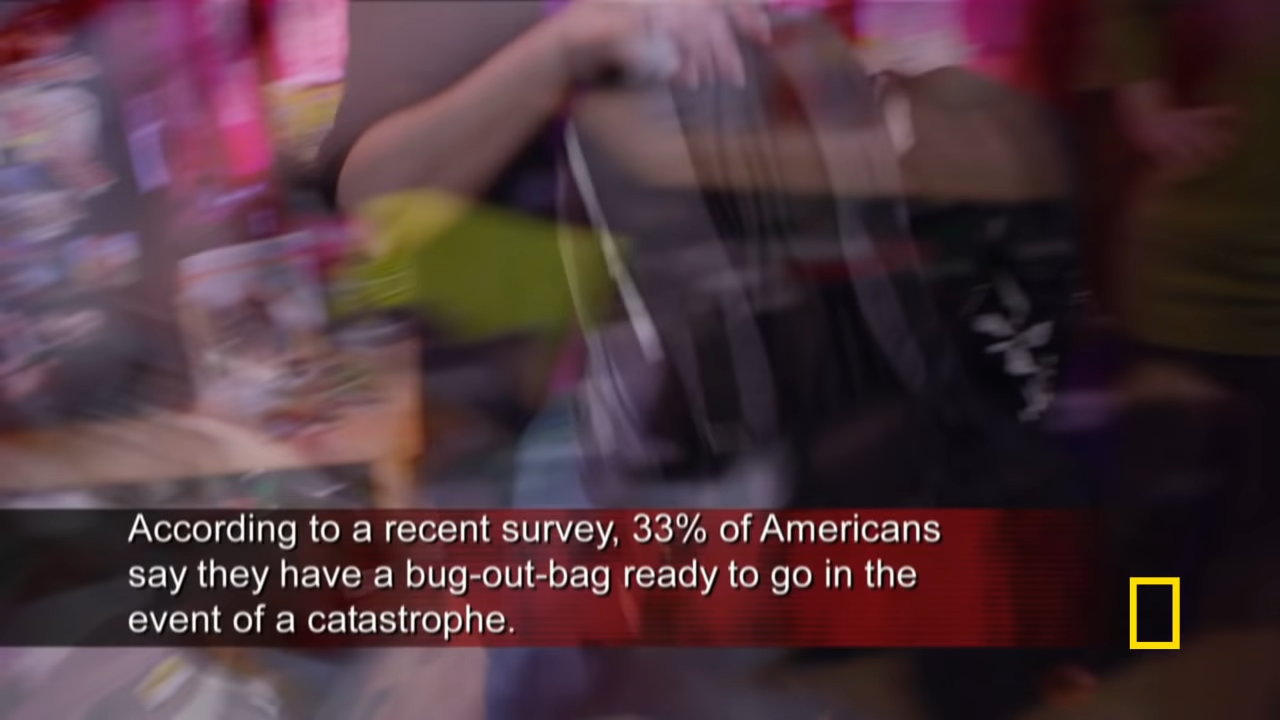 According to a recent survey, 33% of Americans
say they have a bug-out-bag ready to go in the
event of a catastrophe.